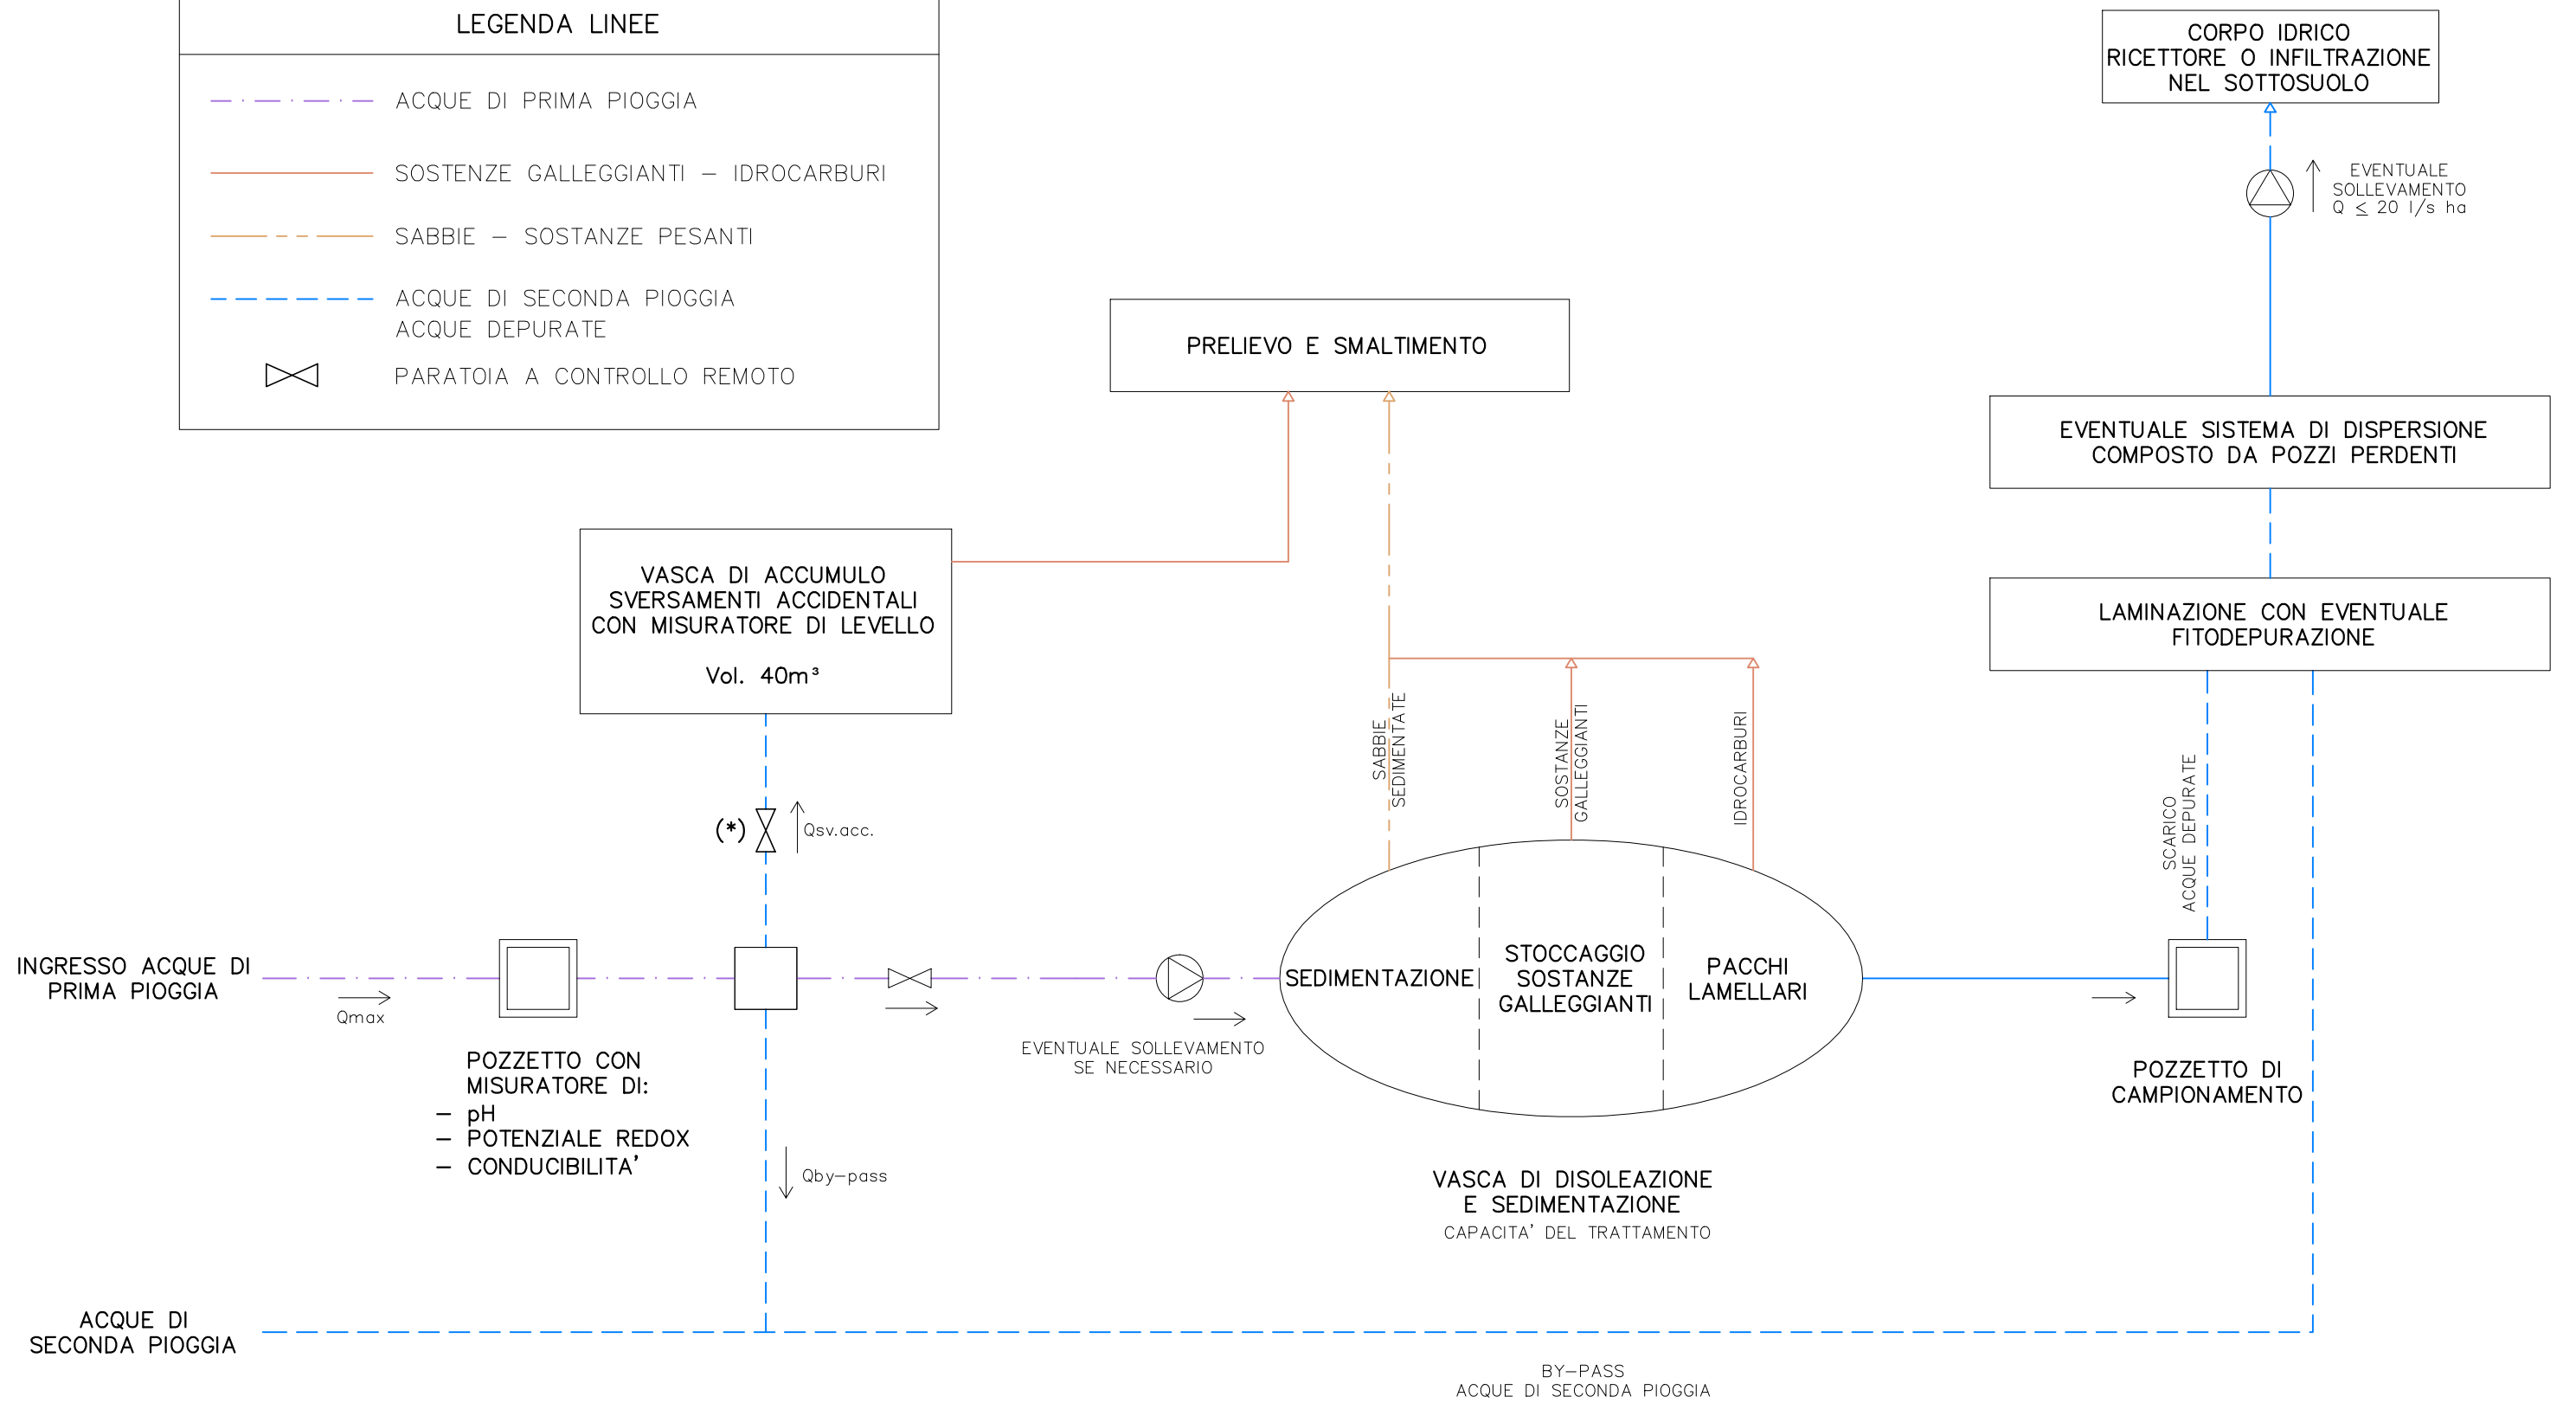 LEGENDA LINEE
ACQUE DI PRIMA PIOGGIA
SOSTENZE GALLEGGIANTI – IDROCARBURI
SABBIE – SOSTANZE PESANTI
ACQUE DI SECONDA PIOGGIA
ACQUE DEPURATE
PARATOIA A CONTROLLO REMOTO
CORPO IDRICO
RICETTORE O INFILTRAZIONE
NEL SOTTOSUOLO
EVENTUALE
SOLLEVAMENTO
Q ≤ 20 l/s ha
PRELIEVO E SMALTIMENTO
EVENTUALE SISTEMA DI DISPERSIONE
COMPOSTO DA POZZI PERDENTI
VASCA DI ACCUMULO
SVERSAMENTI ACCIDENTALI
CON MISURATORE DI LEVELLO
Vol. 40m³
LAMINAZIONE CON EVENTUALE
FITODEPURAZIONE
SABBIE
SEDIMENTATE
SOSTANZE
GALLEGGIANTI
IDROCARBURI
SCARICO
ACQUE DEPURATE
(*)
Qsv.acc.
INGRESSO ACQUE DI
PRIMA PIOGGIA
Qmax
SEDIMENTAZIONE
STOCCAGGIO
SOSTANZE
GALLEGGIANTI
PACCHI
LAMELLARI
EVENTUALE SOLLEVAMENTO
SE NECESSARIO
POZZETTO CON
MISURATORE DI:
– pH
– POTENZIALE REDOX
– CONDUCIBILITA'
POZZETTO DI
CAMPIONAMENTO
Qby–pass
VASCA DI DISOLEAZIONE
E SEDIMENTAZIONE
CAPACITA' DEL TRATTAMENTO
ACQUE DI
SECONDA PIOGGIA
BY–PASS
ACQUE DI SECONDA PIOGGIA